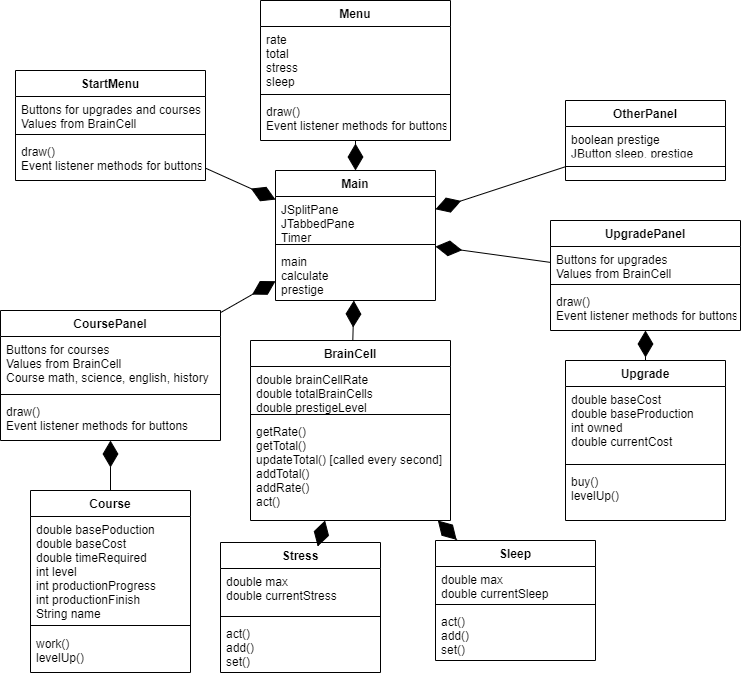 Menu
rate
total
stress
sleep
draw()
Event listener methods for buttons
StartMenu
Buttons for upgrades and courses
Values from BrainCell
draw()
Event listener methods for buttons
OtherPanel
boolean prestige
JButton sleep, prestige
Main
JSplitPane
JTabbedPane
Timer
main
calculate
prestige
UpgradePanel
Buttons for upgrades
Values from BrainCell
draw()
Event listener methods for buttons
CoursePanel
Buttons for courses
Values from BrainCell
Course math, science, english, history
draw()
Event listener methods for buttons
BrainCell
double brainCellRate
double totalBrainCells
double prestigeLevel
getRate()
getTotal()
updateTotal() [called every second]
addTotal()
addRate()
act()
Upgrade
double baseCost
double baseProduction
int owned
double currentCost
buy()
levelUp()
Course
double basePoduction
double baseCost
double timeRequired
int level
int productionProgress
int productionFinish
String name
work()
levelUp()
Stress
double max
double currentStress
act()
add()
set()
Sleep
double max
double currentSleep
act()
add()
set()